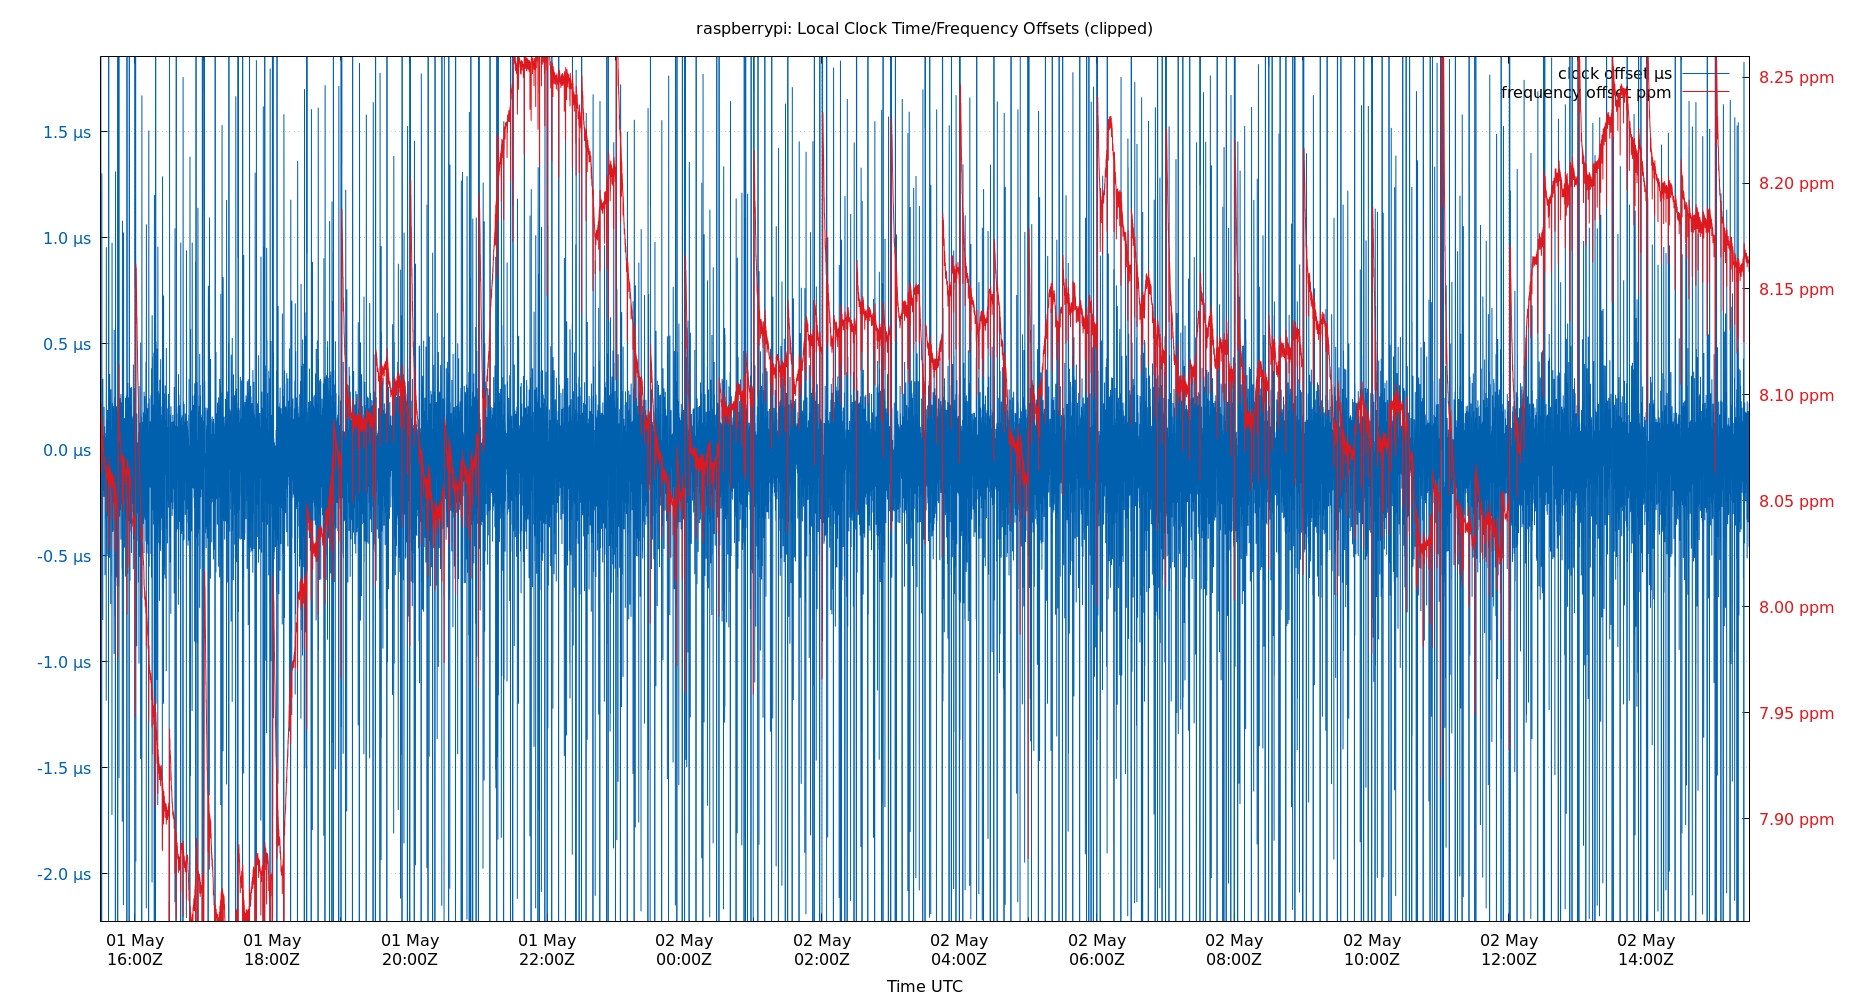 raspberrypi: Local Clock Time/Frequency Offsets (clipped)
clock offset µs
frequency offset ppm
1.5 µs
1.0 µs
0.5 µs
0.0 µs
-0.5 µs
-1.0 µs
-1.5 µs
-2.0 µs
8.25 ppm
8.20 ppm
8.15 ppm
8.10 ppm
8.05 ppm
8.00 ppm
7.95 ppm
7.90 ppm
01 May 01 May 01 May 01 May 02 May 02 May 02 May 02 May 02 May 02 May 02 May 02 May
16:00Z 18:00Z 20:00Z 22:00Z 00:00Z 02:00Z 04:00Z 06:00Z 08:00Z 10:00Z 12:00Z 14:00Z
Time UTC